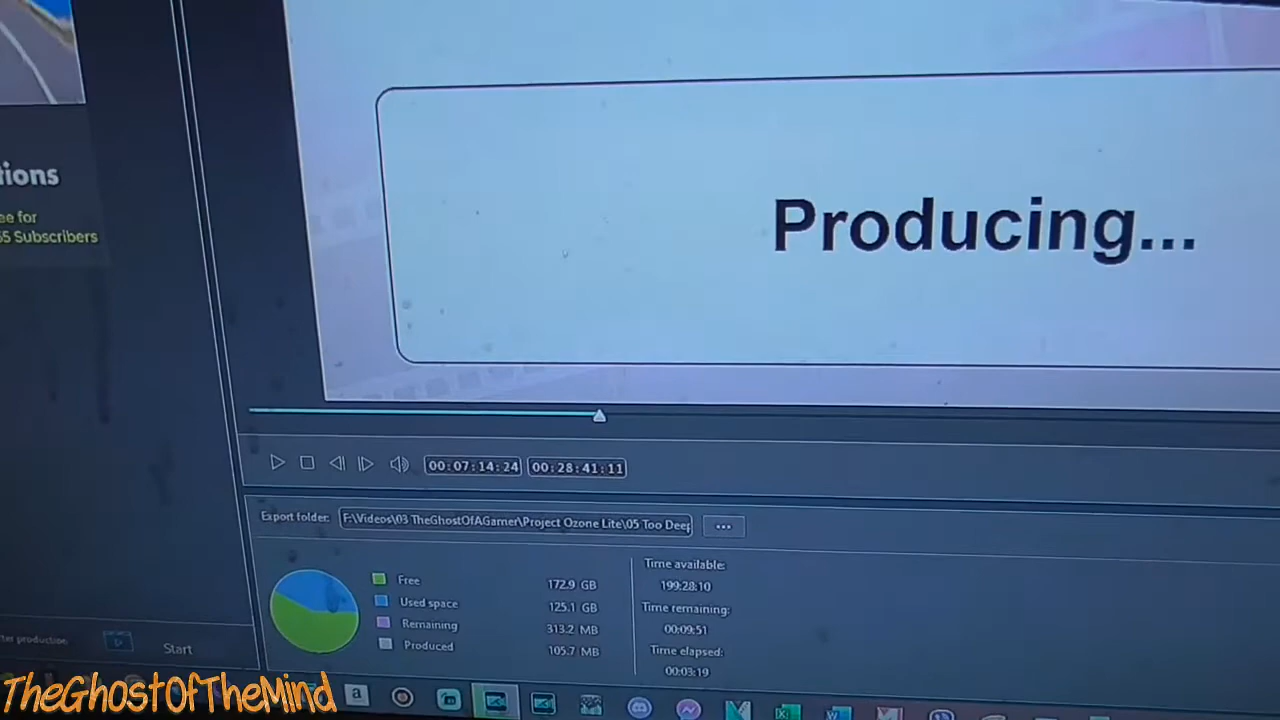 tions
ee for
65 Subscribers
Producing...
00:07:14:24 00:28:41:11
Export folder: F:\Videos\03 TheGhostOfAGamer\Project Ozone Lite\05 Too Deep
...
Free 172.9 GB
Used space 125.1 GB
Remaining 313.2 MB
Produced 105.7 MB
Time available:
199:28:10
Time remaining:
00:09:51
Time elapsed:
00:03:19
ter production:
Start
TheGhostOfTheMind
a